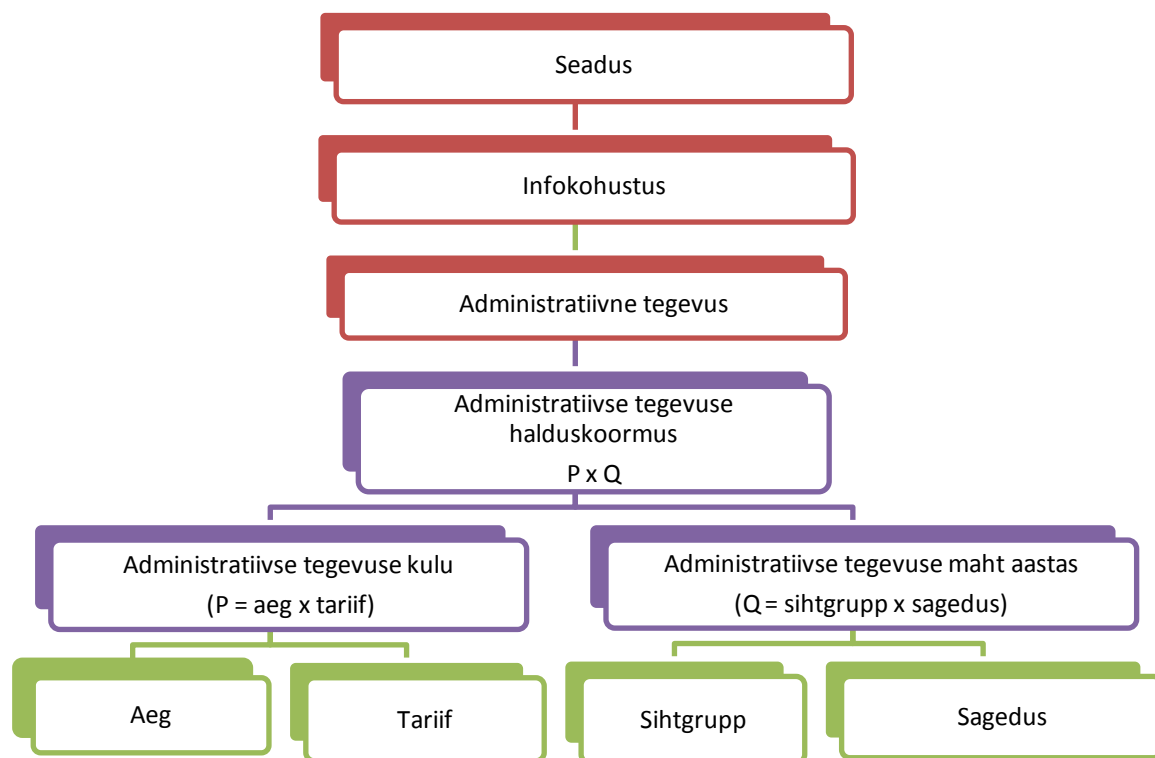 Seadus
Infokohustus
Administratiivne tegevus
Administratiivse tegevuse
halduskoormus
P x Q
Administratiivse tegevuse kulu
(P = aeg x tariif)
Administratiivse tegevuse maht aastas
(Q = sihtgrupp x sagedus)
Aeg
Tariif
Sihtgrupp
Sagedus